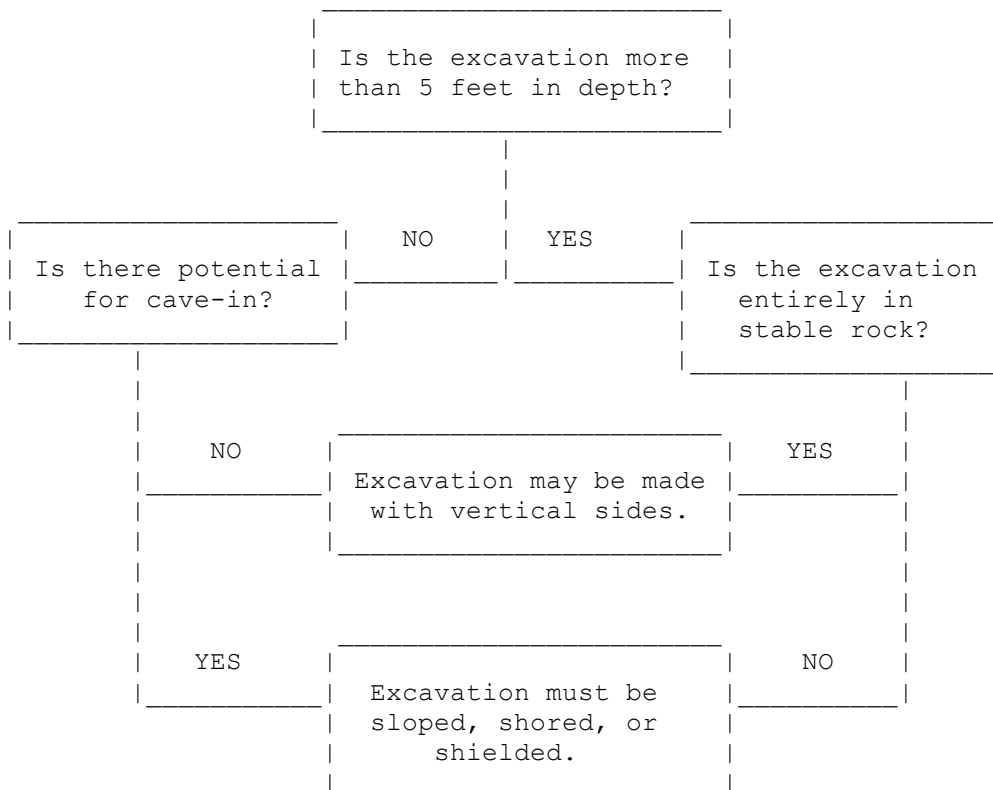 Is the excavation more
than 5 feet in depth?
NO
YES
Is there potential
for cave-in?
Is the excavation
entirely in
stable rock?
NO
YES
Excavation may be made
with vertical sides.
YES
NO
Excavation must be
sloped, shored, or
shielded.